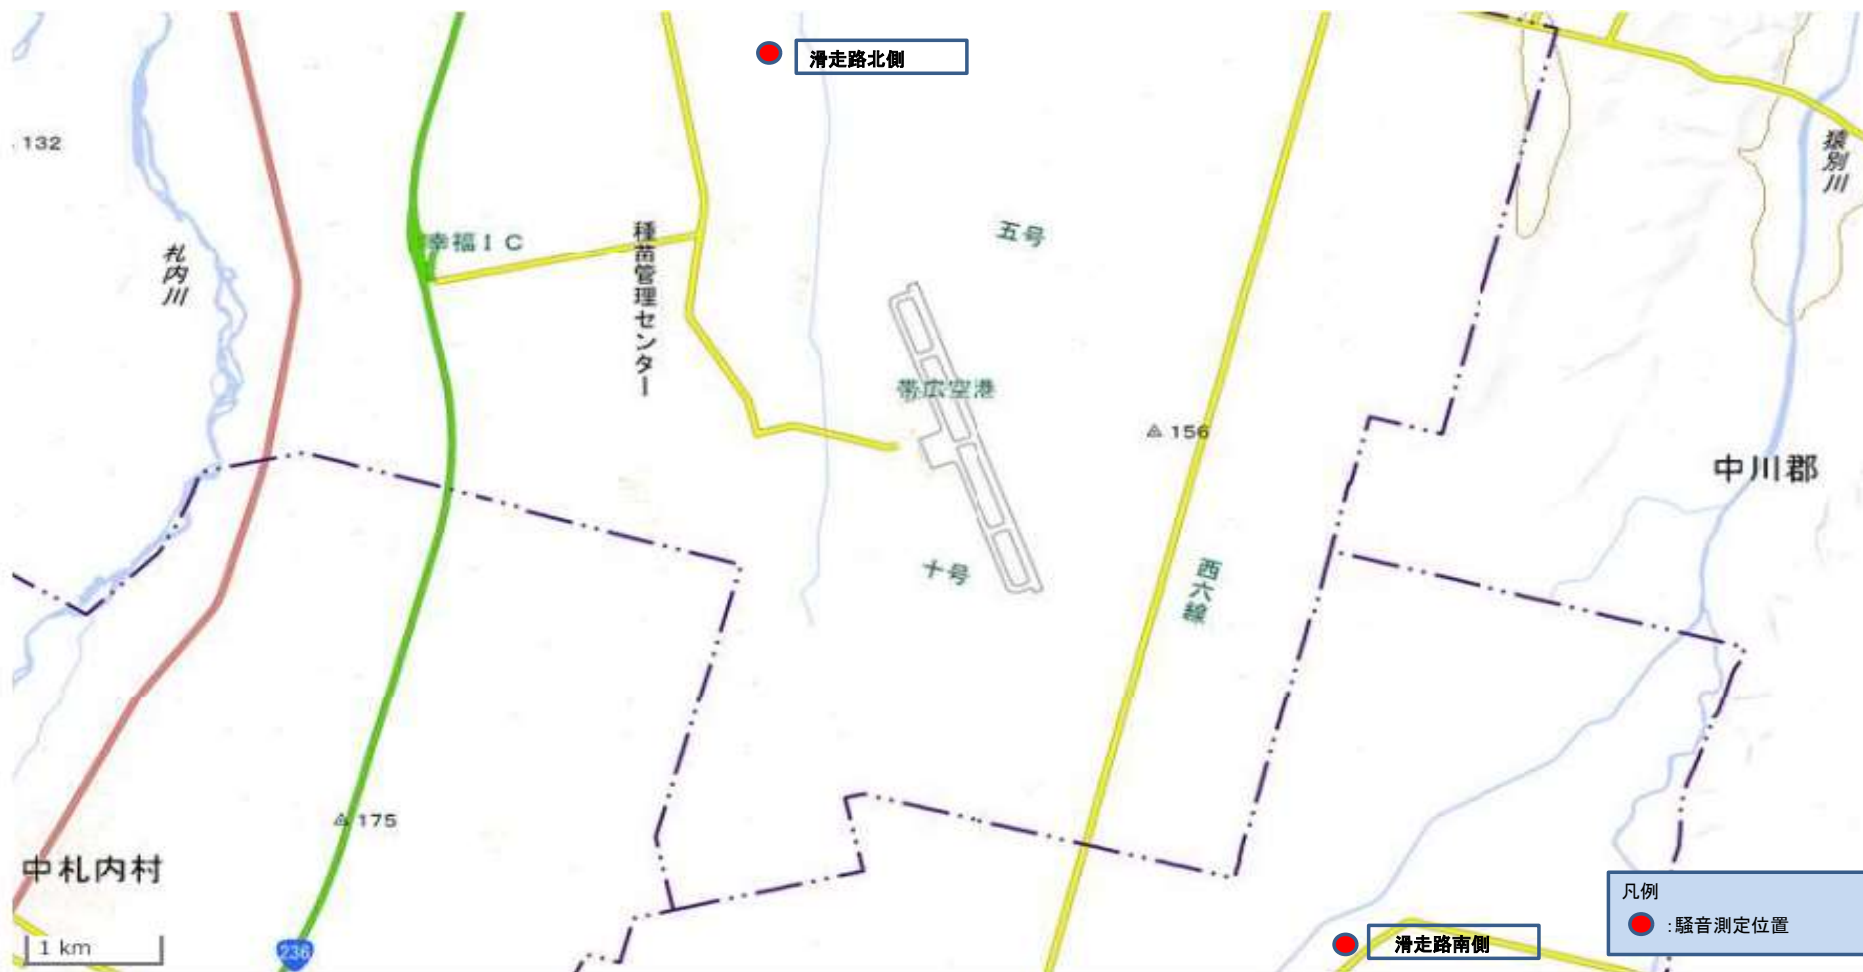 滑走路北側
132
猿別川
札内川
幸福IC
種苗管理センター
五号
帯広空港
156
中川郡
十号
西六線
175
中札内村
凡例
:騒音測定位置
1 km
236
滑走路南側